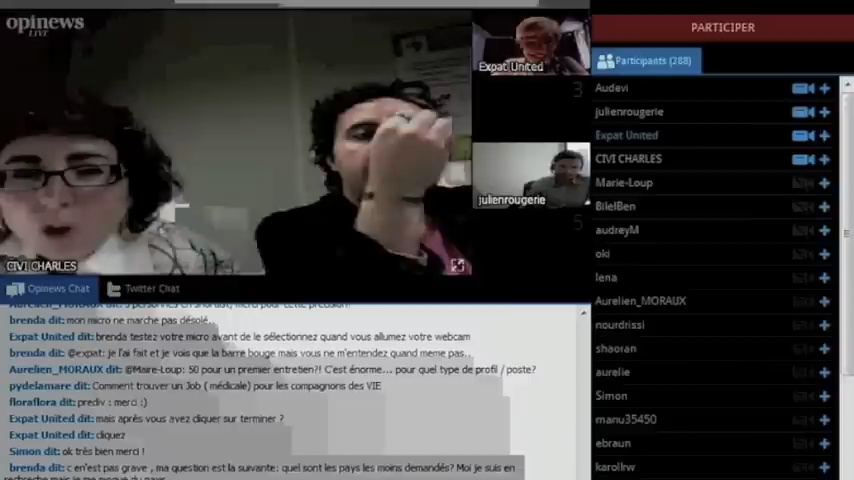 opinews
LIVE
Expat United
3
julienrougerie
5
CIVI CHARLES
PARTICIPER
Participants (288)
Audevi
julienrougerie
Expat United
CIVI CHARLES
Marie-Loup
BilelBen
audreyM
oki
lena
Aurelien_MORAUX
nourdrissi
shaoran
aurelie
Simon
manu35450
ebraun
karolkw
Opinews Chat
Twitter Chat
brenda dit: mon micro ne marche pas désolé..
Expat United dit: brenda testez votre micro avant de le sélectionnez quand vous allumez votre webcam
brenda dit: @expat: je l'ai fait et je vois que la barre bouge mais vous ne m'entendez quand meme pas..
Aurelien_MORAUX dit: @Maire-Loup: 50 pour un premier entretien?! C'est énorme... pour quel type de profil / poste?
pydelamare dit: Comment trouver un Job ( médicale) pour les compagnons des VIE
floraflora dit: prediv : merci :)
Expat United dit: mais après vous avez cliquer sur terminer ?
Expat United dit: cliquez
Simon dit: ok très bien merci !
brenda dit: c en'est pas grave , ma question est la suivante: quel sont les pays les moins demandés? Moi je suis en